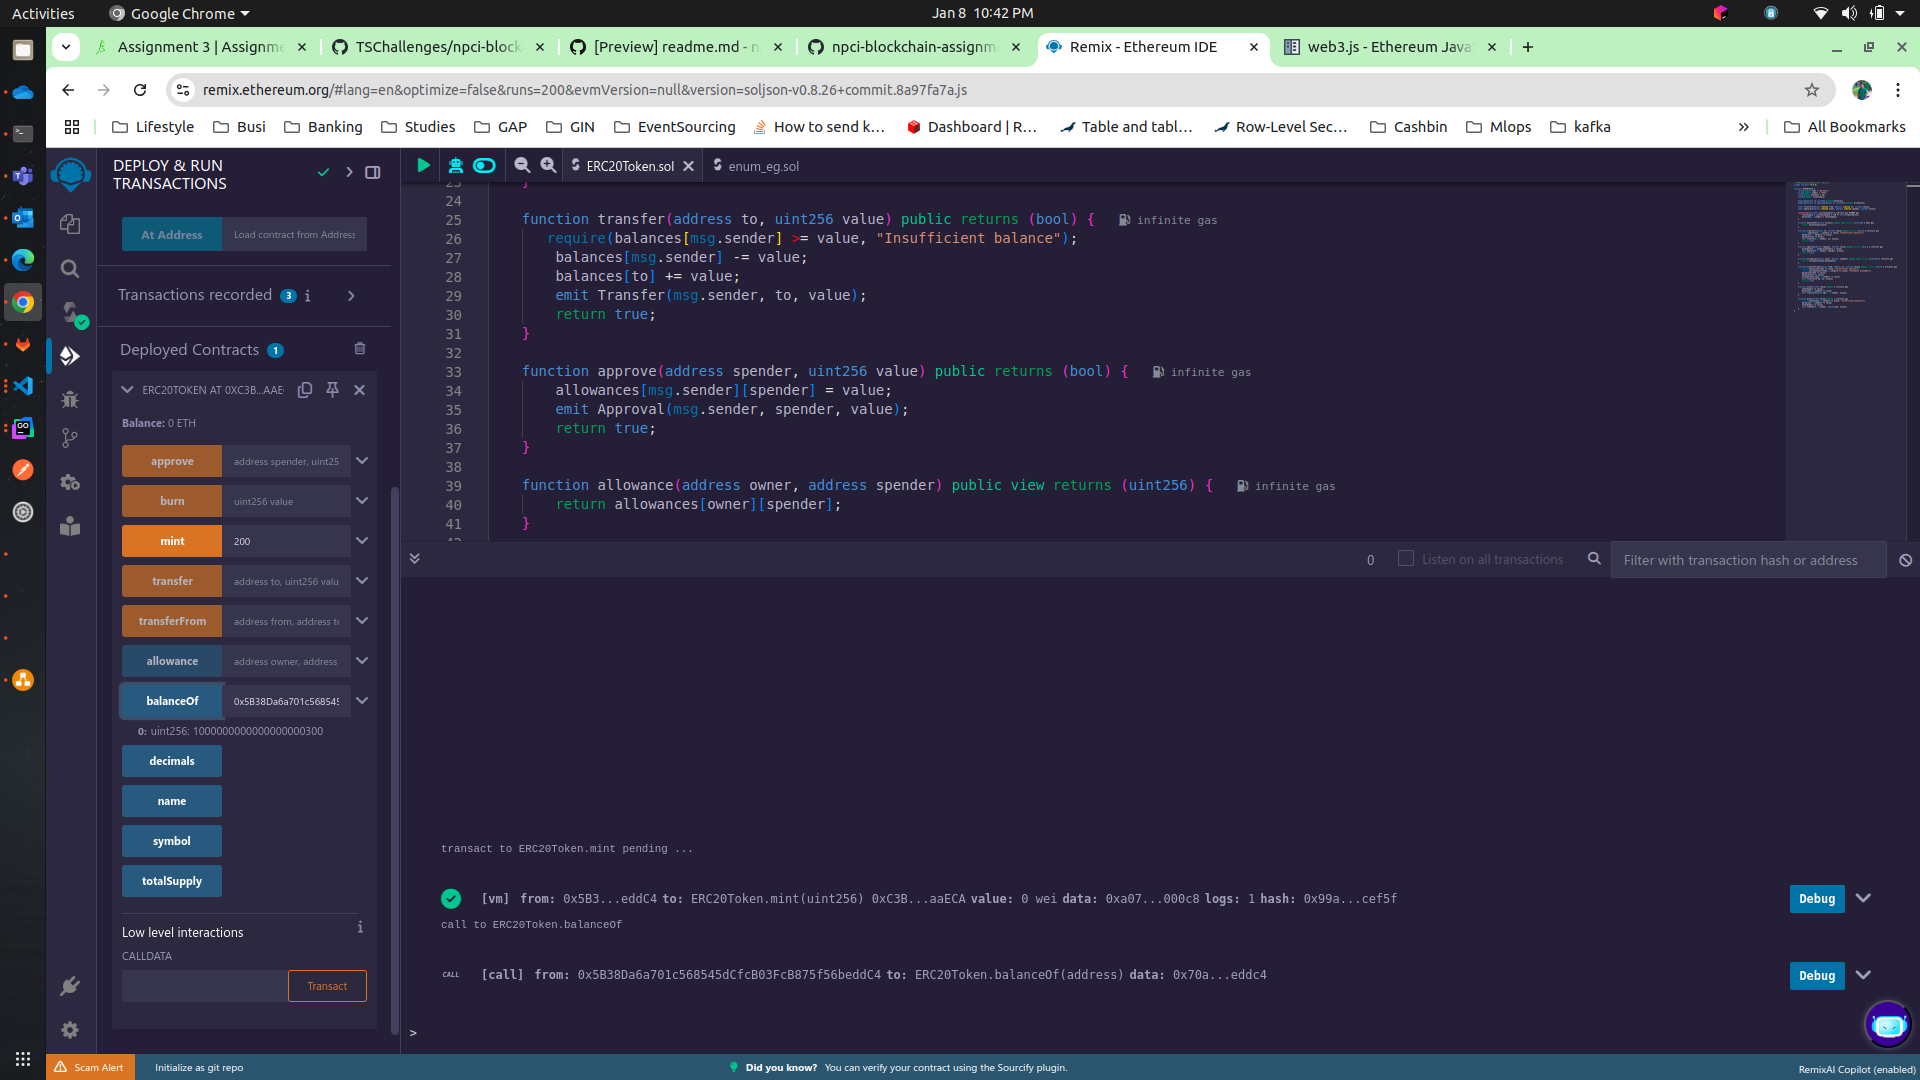 Activities
Google Chrome
Jan 8 10:42 PM
Assignment 3 | Assignme
TSChallenges/npci-block
[Preview] readme.md - n
npci-blockchain-assignm
Remix - Ethereum IDE
web3.js - Ethereum Java
remix.ethereum.org/#lang=en&optimize=false&runs=200&evmVersion=null&version=soljson-v0.8.26+commit.8a97fa7a.js
Lifestyle
Busi
Banking
Studies
GAP
GIN
EventSourcing
How to send k...
Dashboard | R...
Table and tabl...
Row-Level Sec...
Cashbin
Mlops
kafka
All Bookmarks
DEPLOY & RUN
TRANSACTIONS
At Address
Load contract from Address
Transactions recorded 3 i
Deployed Contracts 1
ERC20TOKEN AT 0XC3B...AAE
Balance: 0 ETH
approve
address spender, uint25
burn
uint256 value
mint
200
transfer
address to, uint256 valu
transferFrom
address from, address to
allowance
address owner, address
balanceOf
0x5B38Da6a701c568545
0: uint256: 1000000000000000000300
decimals
name
symbol
totalSupply
Low level interactions
i
CALLDATA
Transact
ERC20Token.sol
enum_eg.sol
23 }
24
25 function transfer(address to, uint256 value) public returns (bool) { infinite gas
26 require(balances[msg.sender] >= value, "Insufficient balance");
27 balances[msg.sender] -= value;
28 balances[to] += value;
29 emit Transfer(msg.sender, to, value);
30 return true;
31 }
32
33 function approve(address spender, uint256 value) public returns (bool) { infinite gas
34 allowances[msg.sender][spender] = value;
35 emit Approval(msg.sender, spender, value);
36 return true;
37 }
38
39 function allowance(address owner, address spender) public view returns (uint256) { infinite gas
40 return allowances[owner][spender];
41 }
0
Listen on all transactions
Filter with transaction hash or address
transact to ERC20Token.mint pending ...
[vm] from: 0x5B3...eddC4 to: ERC20Token.mint(uint256) 0xC3B...aaECA value: 0 wei data: 0xa07...000c8 logs: 1 hash: 0x99a...cef5f
Debug
call to ERC20Token.balanceOf
CALL [call] from: 0x5B38Da6a701c568545dCfcB03FcB875f56beddC4 to: ERC20Token.balanceOf(address) data: 0x70a...eddc4
Debug
>
Scam Alert
Initialize as git repo
Did you know? You can verify your contract using the Sourcify plugin.
RemixAI Copilot (enabled)